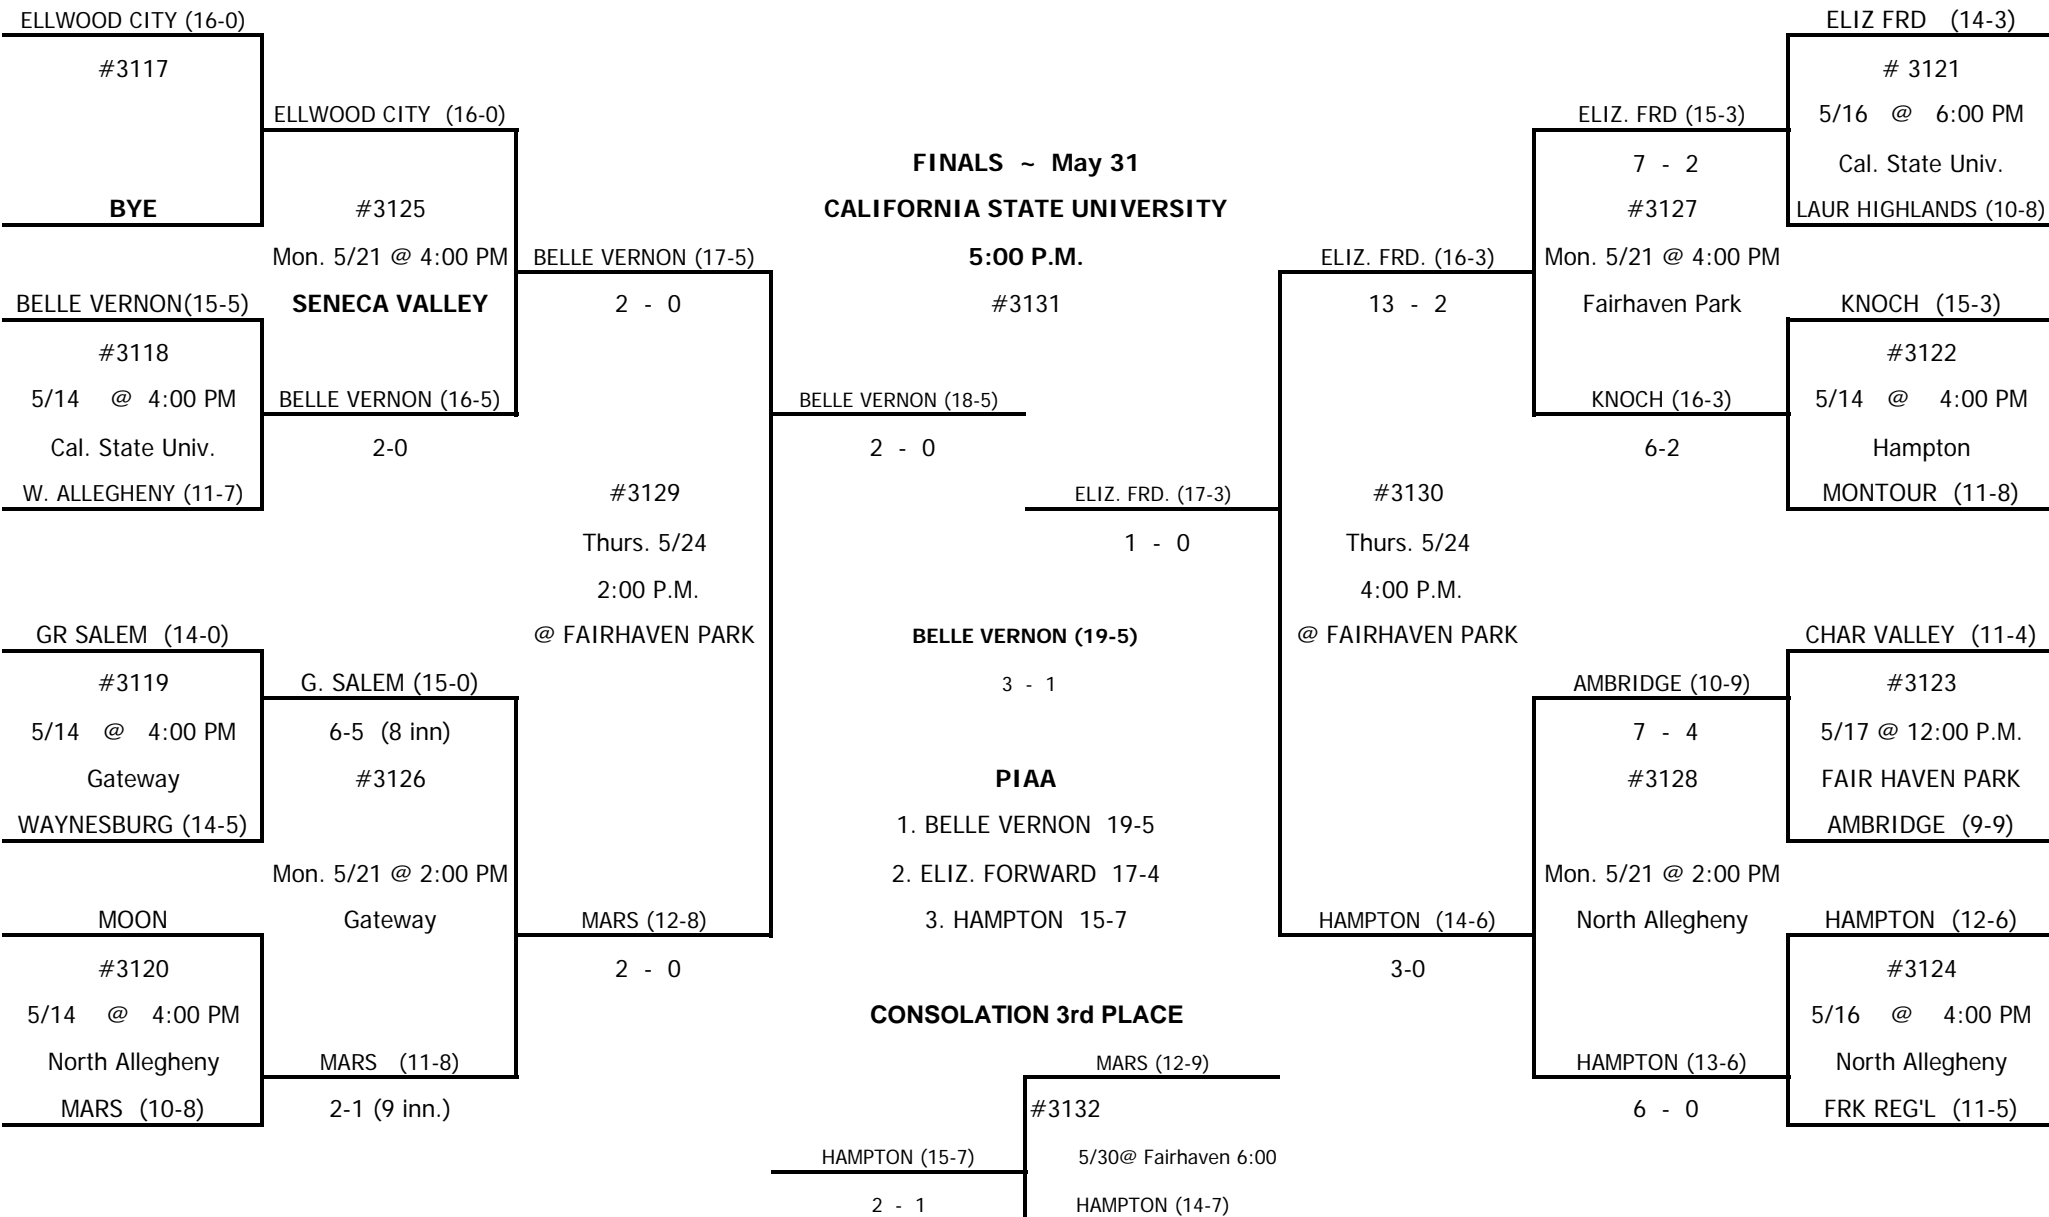 ELLWOOD CITY (16-0)
#3117
BYE
BELLE VERNON(15-5)
#3118
5/14 @ 4:00 PM
Cal. State Univ.
W. ALLEGHENY (11-7)
GR SALEM (14-0)
#3119
5/14 @ 4:00 PM
Gateway
WAYNESBURG (14-5)
MOON
#3120
5/14 @ 4:00 PM
North Allegheny
MARS (10-8)
ELLWOOD CITY (16-0)
#3125
Mon. 5/21 @ 4:00 PM
SENECA VALLEY
BELLE VERNON (16-5)
2-0
G. SALEM (15-0)
6-5 (8 inn)
#3126
Mon. 5/21 @ 2:00 PM
Gateway
MARS (11-8)
2-1 (9 inn.)
BELLE VERNON (17-5)
2 - 0
#3129
Thurs. 5/24
2:00 P.M.
@ FAIRHAVEN PARK
MARS (12-8)
2 - 0
FINALS ~ May 31
CALIFORNIA STATE UNIVERSITY
5:00 P.M.
#3131
BELLE VERNON (18-5)
2 - 0
ELIZ. FRD. (17-3)
1 - 0
BELLE VERNON (19-5)
3 - 1
PIAA
1. BELLE VERNON 19-5
2. ELIZ. FORWARD 17-4
3. HAMPTON 15-7
CONSOLATION 3rd PLACE
MARS (12-9)
#3132
HAMPTON (15-7)
5/30@ Fairhaven 6:00
2 - 1
HAMPTON (14-7)
ELIZ. FRD. (16-3)
13 - 2
#3130
Thurs. 5/24
4:00 P.M.
@ FAIRHAVEN PARK
HAMPTON (14-6)
3-0
ELIZ. FRD (15-3)
7 - 2
#3127
Mon. 5/21 @ 4:00 PM
Fairhaven Park
KNOCH (16-3)
6-2
AMBRIDGE (10-9)
7 - 4
#3128
Mon. 5/21 @ 2:00 PM
North Allegheny
HAMPTON (13-6)
6 - 0
ELIZ FRD (14-3)
# 3121
5/16 @ 6:00 PM
Cal. State Univ.
LAUR HIGHLANDS (10-8)
KNOCH (15-3)
#3122
5/14 @ 4:00 PM
Hampton
MONTOUR (11-8)
CHAR VALLEY (11-4)
#3123
5/17 @ 12:00 P.M.
FAIR HAVEN PARK
AMBRIDGE (9-9)
HAMPTON (12-6)
#3124
5/16 @ 4:00 PM
North Allegheny
FRK REG'L (11-5)